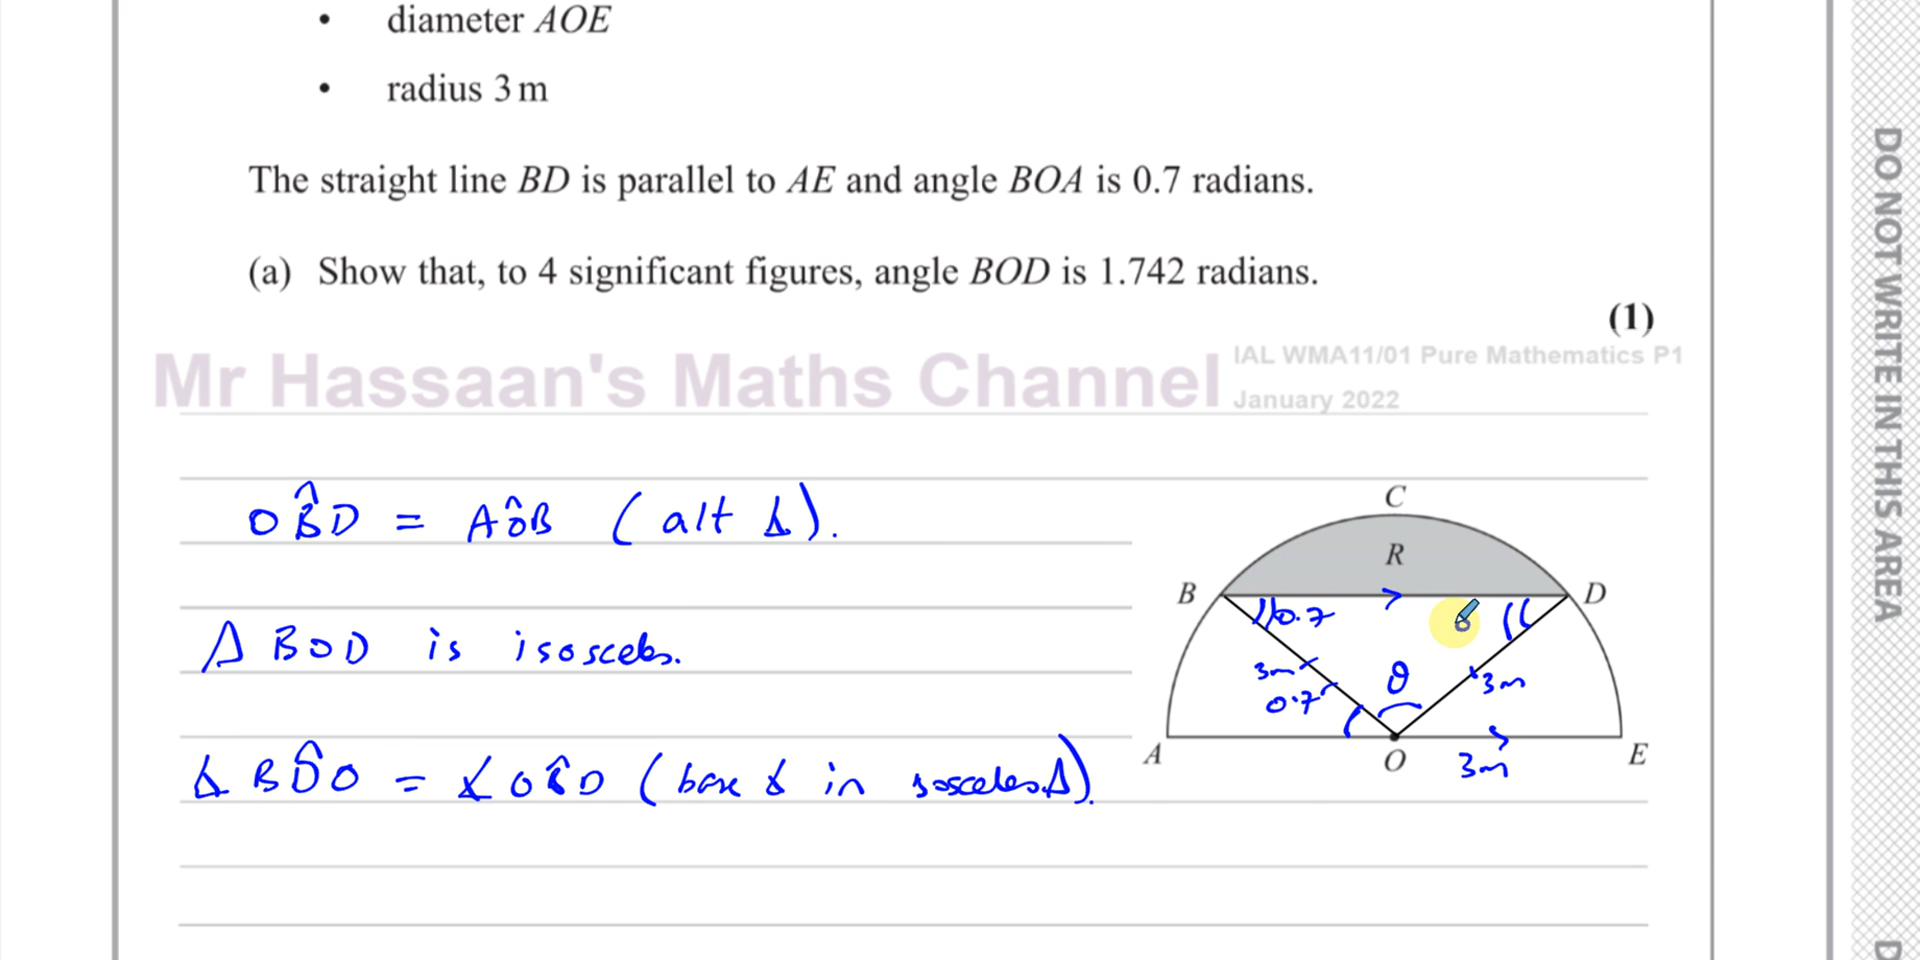 • diameter AOE
• radius 3 m
The straight line BD is parallel to AE and angle BOA is 0.7 radians.
(a) Show that, to 4 significant figures, angle BOD is 1.742 radians.
(1)
Mr Hassaan's Maths Channel
IAL WMA11/01 Pure Mathematics P1
January 2022
OB̂D = AÔB (alt ∡).
Δ BOD is isosceles.
∡ BD̂O = ∡ OB̂D (base ∡ in isosceles Δ).
C
R
B
D
0.7
3m
0.7
θ
3m
A
O
3m
E
DO NOT WRITE IN THIS AREA
D